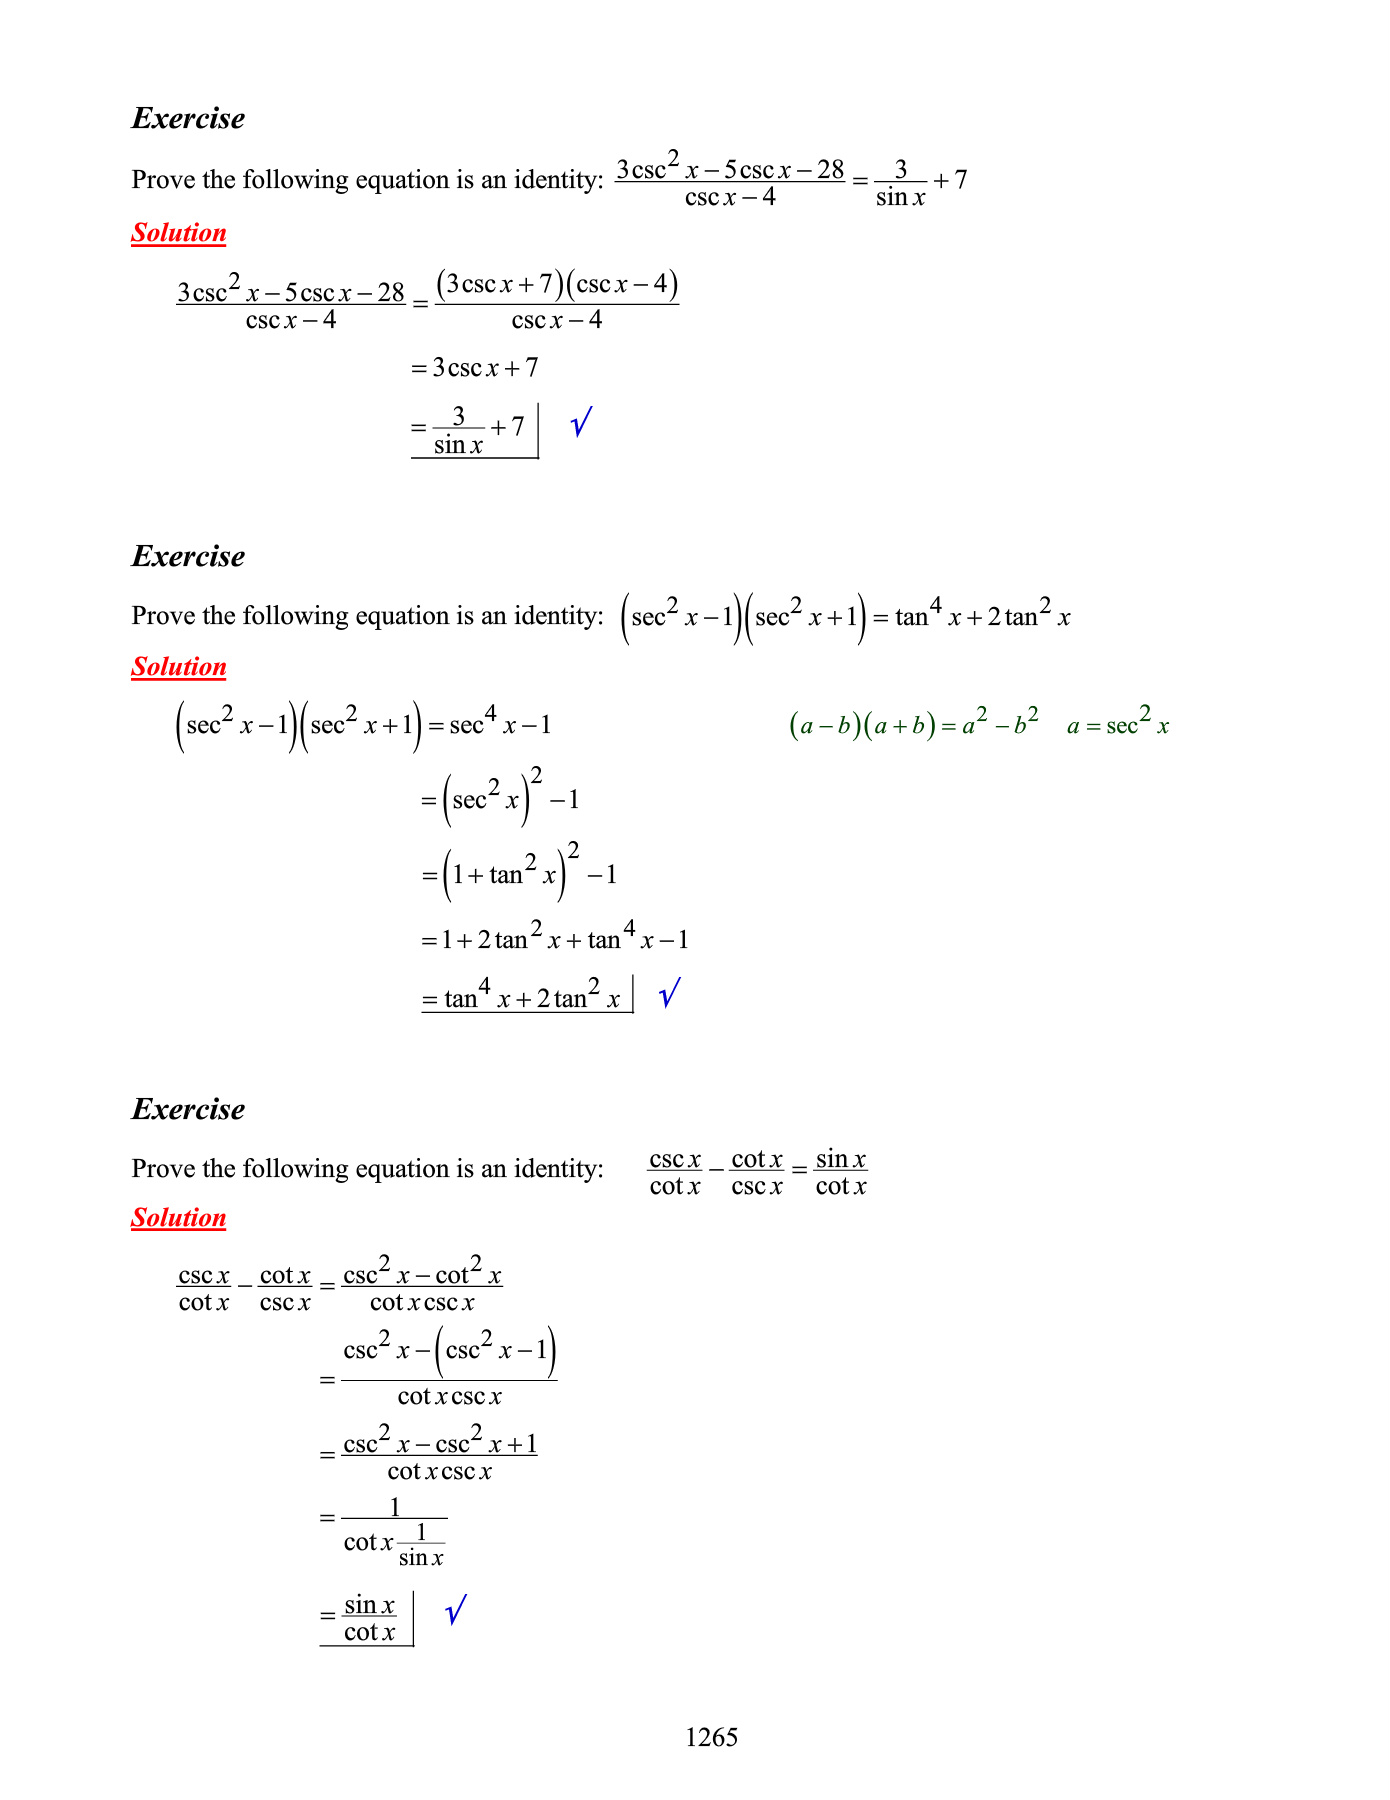 Exercise
Prove the following equation is an identity: \frac{3\csc^2 x - 5\csc x - 28}{\csc x - 4} = \frac{3}{\sin x} + 7
Solution
\frac{3\csc^2 x - 5\csc x - 28}{\csc x - 4} = \frac{(3\csc x + 7)(\csc x - 4)}{\csc x - 4}
= 3\csc x + 7
= \frac{3}{\sin x} + 7 √
Exercise
Prove the following equation is an identity: (\sec^2 x - 1)(\sec^2 x + 1) = \tan^4 x + 2\tan^2 x
Solution
(\sec^2 x - 1)(\sec^2 x + 1) = \sec^4 x - 1 (a - b)(a + b) = a^2 - b^2 a = \sec^2 x
= (\sec^2 x)^2 - 1
= (1 + \tan^2 x)^2 - 1
= 1 + 2\tan^2 x + \tan^4 x - 1
= \tan^4 x + 2\tan^2 x √
Exercise
Prove the following equation is an identity: \frac{\csc x}{\cot x} - \frac{\cot x}{\csc x} = \frac{\sin x}{\cot x}
Solution
\frac{\csc x}{\cot x} - \frac{\cot x}{\csc x} = \frac{\csc^2 x - \cot^2 x}{\cot x \csc x}
= \frac{\csc^2 x - (\csc^2 x - 1)}{\cot x \csc x}
= \frac{\csc^2 x - \csc^2 x + 1}{\cot x \csc x}
= \frac{1}{\cot x \frac{1}{\sin x}}
= \frac{\sin x}{\cot x} √
1265